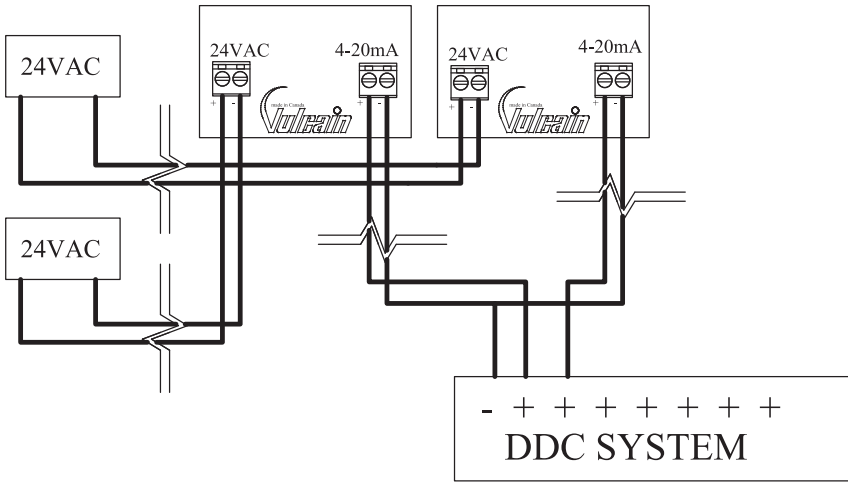 24VAC
24VAC
+ -
4-20mA
+ -
made in Canada
Vulcain
24VAC
+ -
4-20mA
+ -
made in Canada
Vulcain
24VAC
- + + + + + + +
DDC SYSTEM